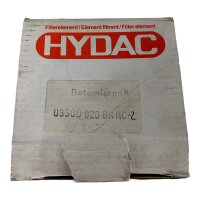 Filterelement/Élément filtrant/Filter element
HYDAC
Betamicron®
0330D 020 BN HC-2